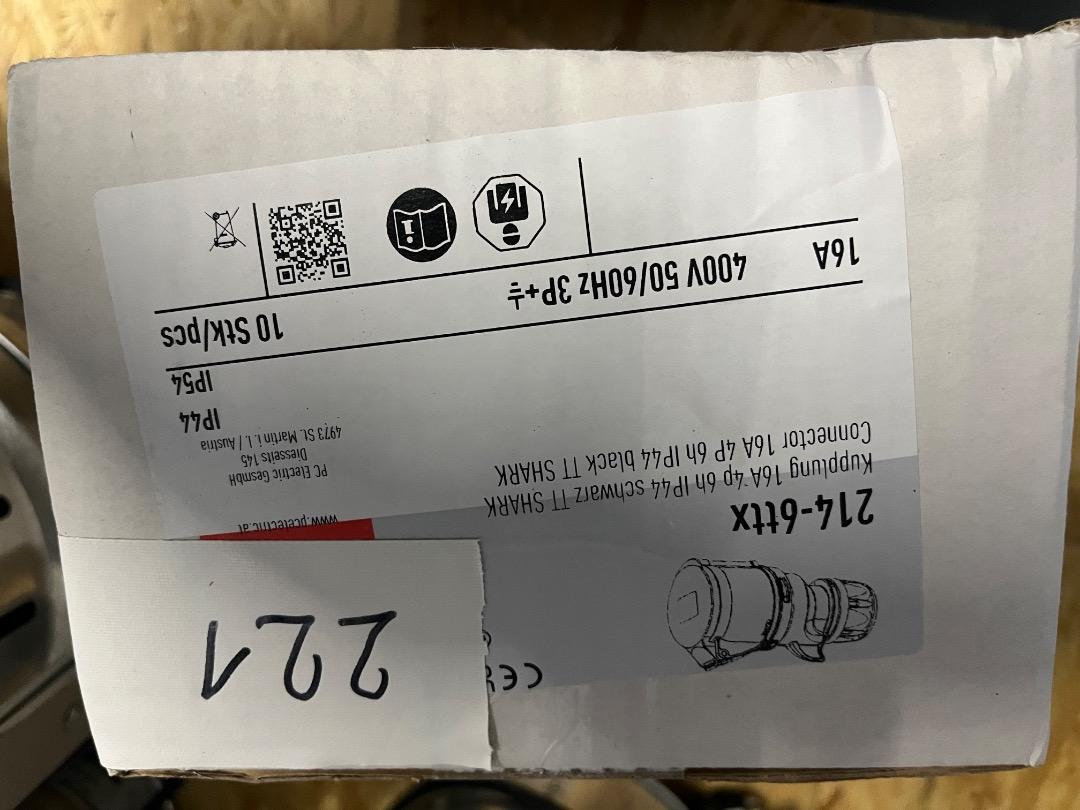 221
CE
214-6ttx
Kupplung 16A 4p 6h IP44 schwarz TT SHARK
Connector 16A 4P 6h IP44 black TT SHARK
www.pcelectric.at
PC Electric GesmbH
Diesseits 145
4973 St. Martin i. I. / Austria
IP44
IP54
16A 400V 50/60Hz 3P+⏚ 10 Stk/pcs